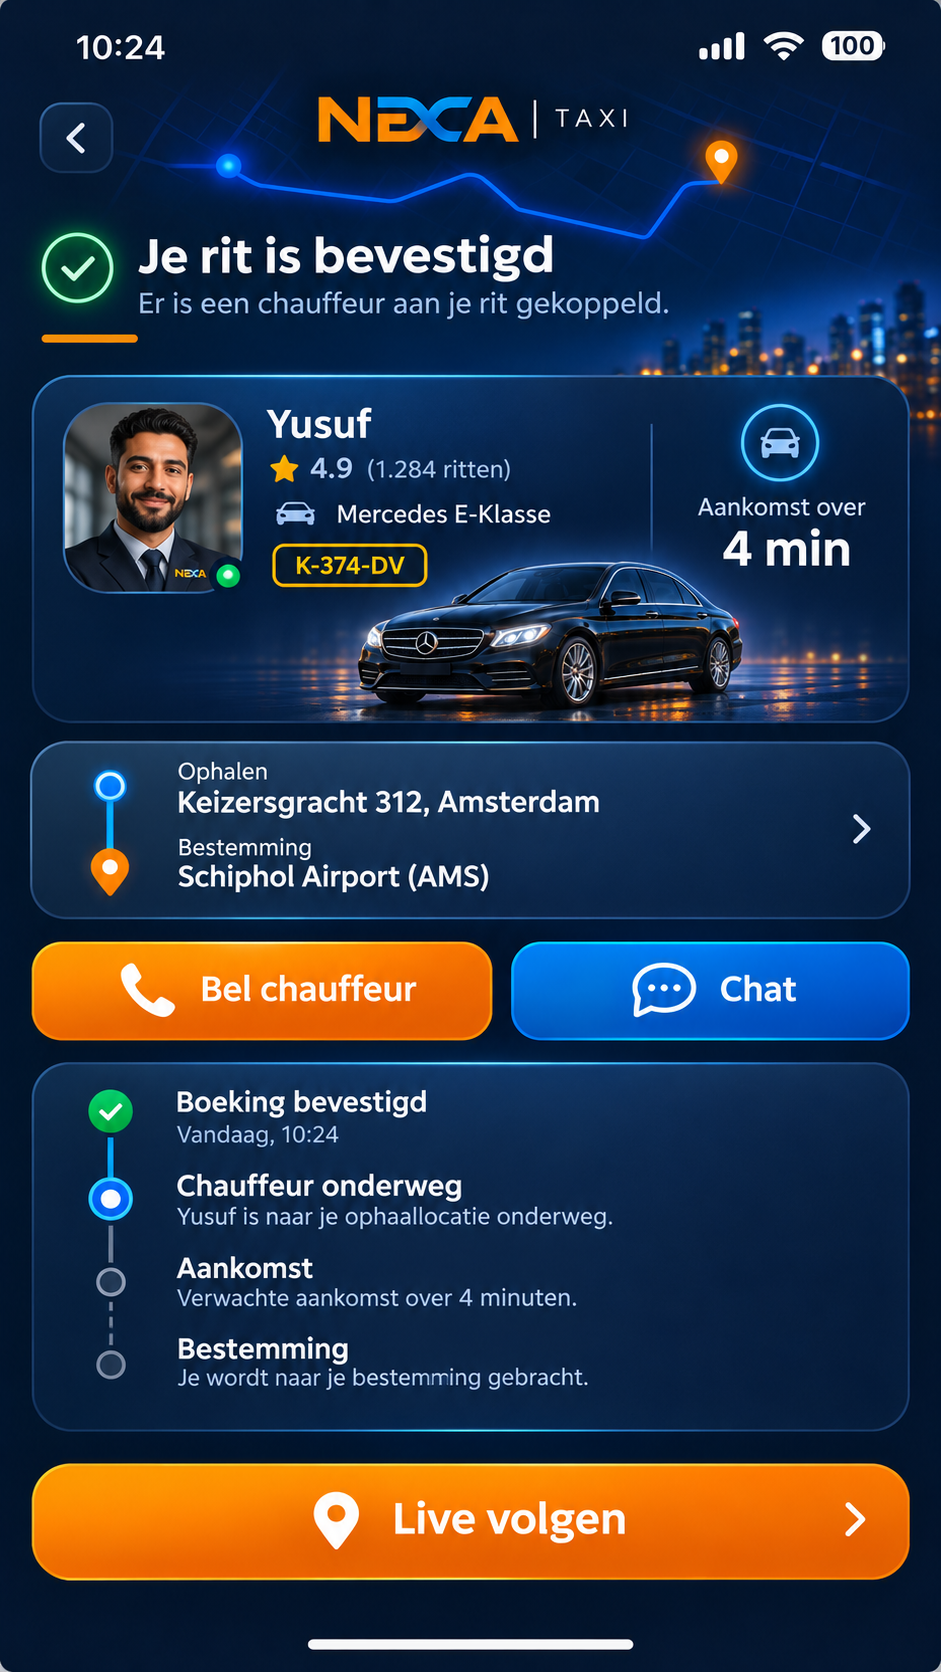 10:24
100
NEXA | TAXI
Je rit is bevestigd
Er is een chauffeur aan je rit gekoppeld.
Yusuf
4.9 (1.284 ritten)
Mercedes E-Klasse
K-374-DV
NEXA
Aankomst over
4 min
Ophalen
Keizersgracht 312, Amsterdam
Bestemming
Schiphol Airport (AMS)
Bel chauffeur
Chat
Boeking bevestigd
Vandaag, 10:24
Chauffeur onderweg
Yusuf is naar je ophaallocatie onderweg.
Aankomst
Verwachte aankomst over 4 minuten.
Bestemming
Je wordt naar je bestemming gebracht.
Live volgen